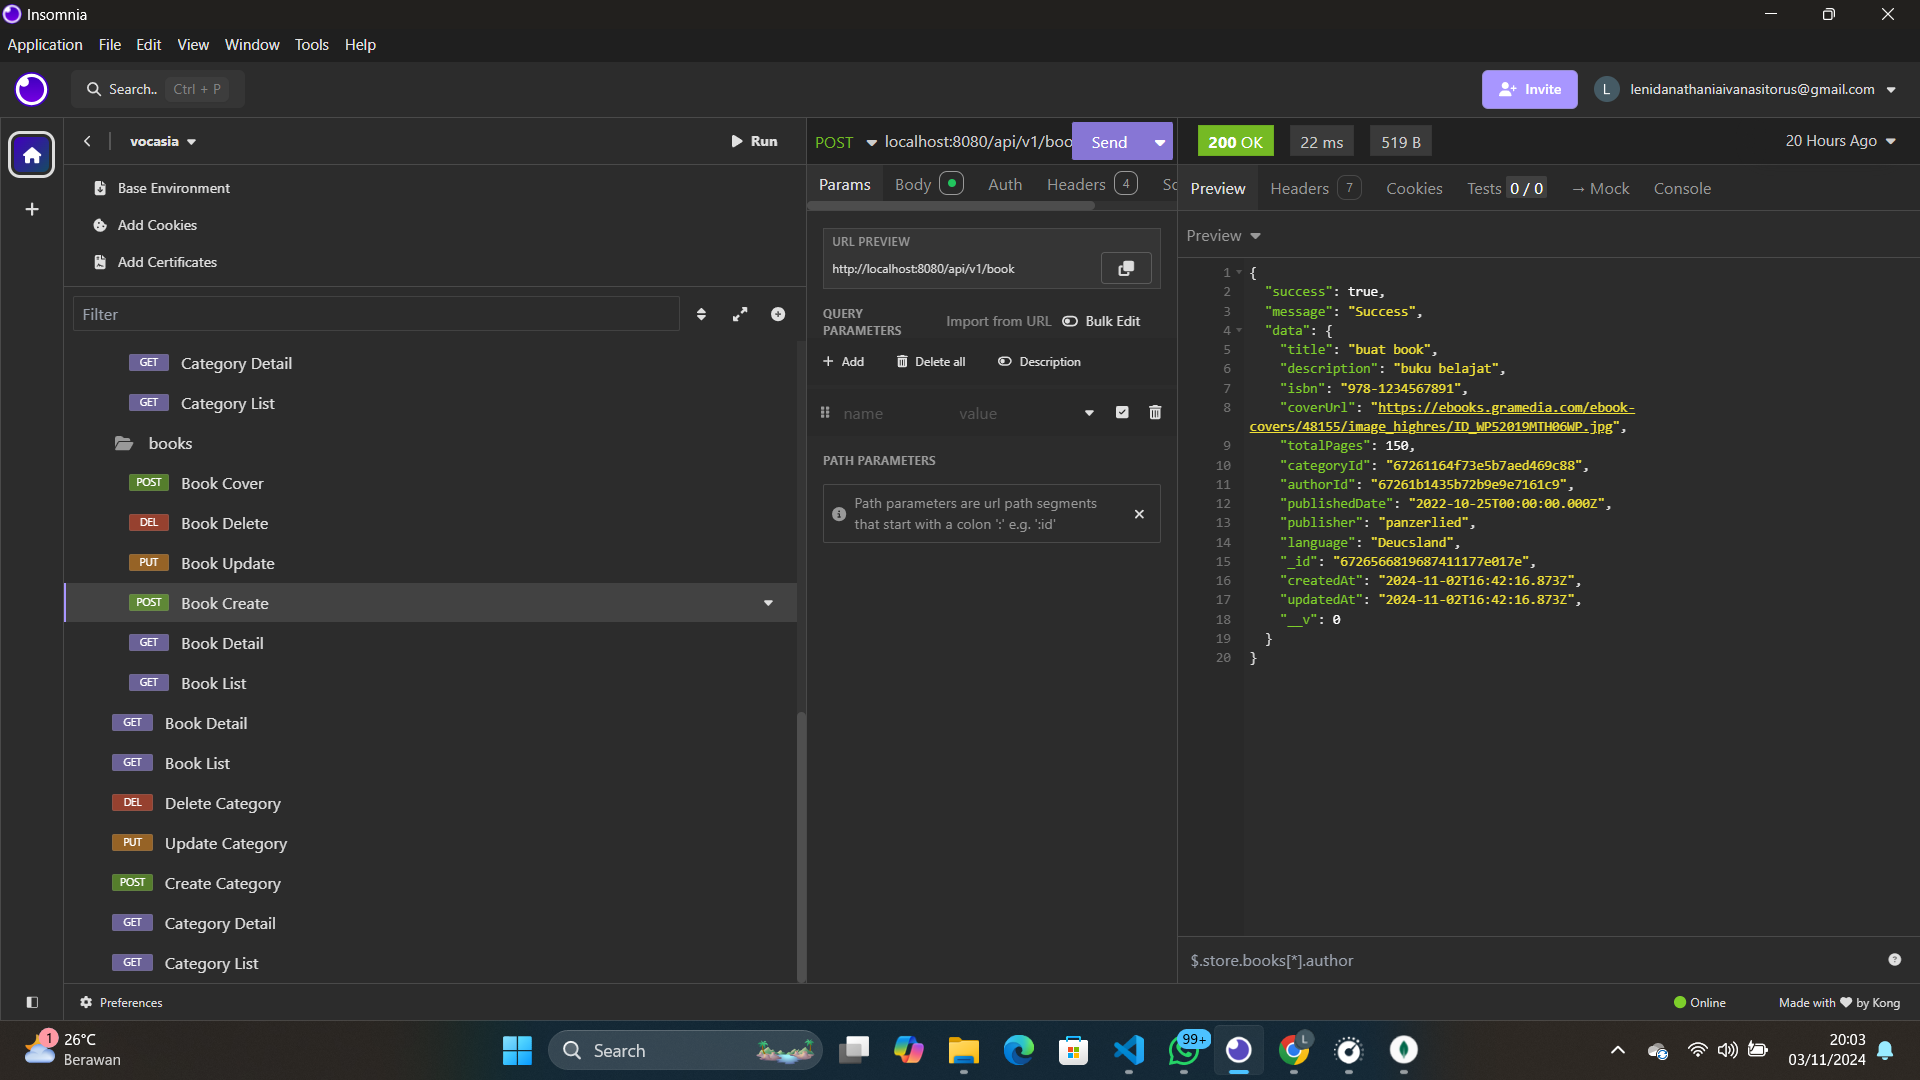 Insomnia
Application File Edit View Window Tools Help
Search.. Ctrl + P
Invite
L lenidanathaniaivanasitorus@gmail.com
vocasia
Run
Base Environment
Add Cookies
Add Certificates
Filter
GET Category Detail
GET Category List
books
POST Book Cover
DEL Book Delete
PUT Book Update
POST Book Create
GET Book Detail
GET Book List
GET Book Detail
GET Book List
DEL Delete Category
PUT Update Category
POST Create Category
GET Category Detail
GET Category List
Preferences
POST localhost:8080/api/v1/boo Send
Params Body Auth Headers 4 Sc
URL PREVIEW
http://localhost:8080/api/v1/book
QUERY
PARAMETERS
Import from URL Bulk Edit
+ Add Delete all Description
name value
PATH PARAMETERS
Path parameters are url path segments
that start with a colon ':' e.g. ':id'
200 OK 22 ms 519 B 20 Hours Ago
Preview Headers 7 Cookies Tests 0 / 0 → Mock Console
Preview
1 {
2 "success": true,
3 "message": "Success",
4 "data": {
5 "title": "buat book",
6 "description": "buku belajat",
7 "isbn": "978-1234567891",
8 "coverUrl": "https://ebooks.gramedia.com/ebook-
covers/48155/image_highres/ID_WP52019MTH06WP.jpg",
9 "totalPages": 150,
10 "categoryId": "67261164f73e5b7aed469c88",
11 "authorId": "67261b1435b72b9e9e7161c9",
12 "publishedDate": "2022-10-25T00:00:00.000Z",
13 "publisher": "panzerlied",
14 "language": "Deucsland",
15 "_id": "6726566819687411177e017e",
16 "createdAt": "2024-11-02T16:42:16.873Z",
17 "updatedAt": "2024-11-02T16:42:16.873Z",
18 "__v": 0
19 }
20 }
$.store.books[*].author
Online
Made with ❤ by Kong
1
26°C
Berawan
Search
99+
L
20:03
03/11/2024